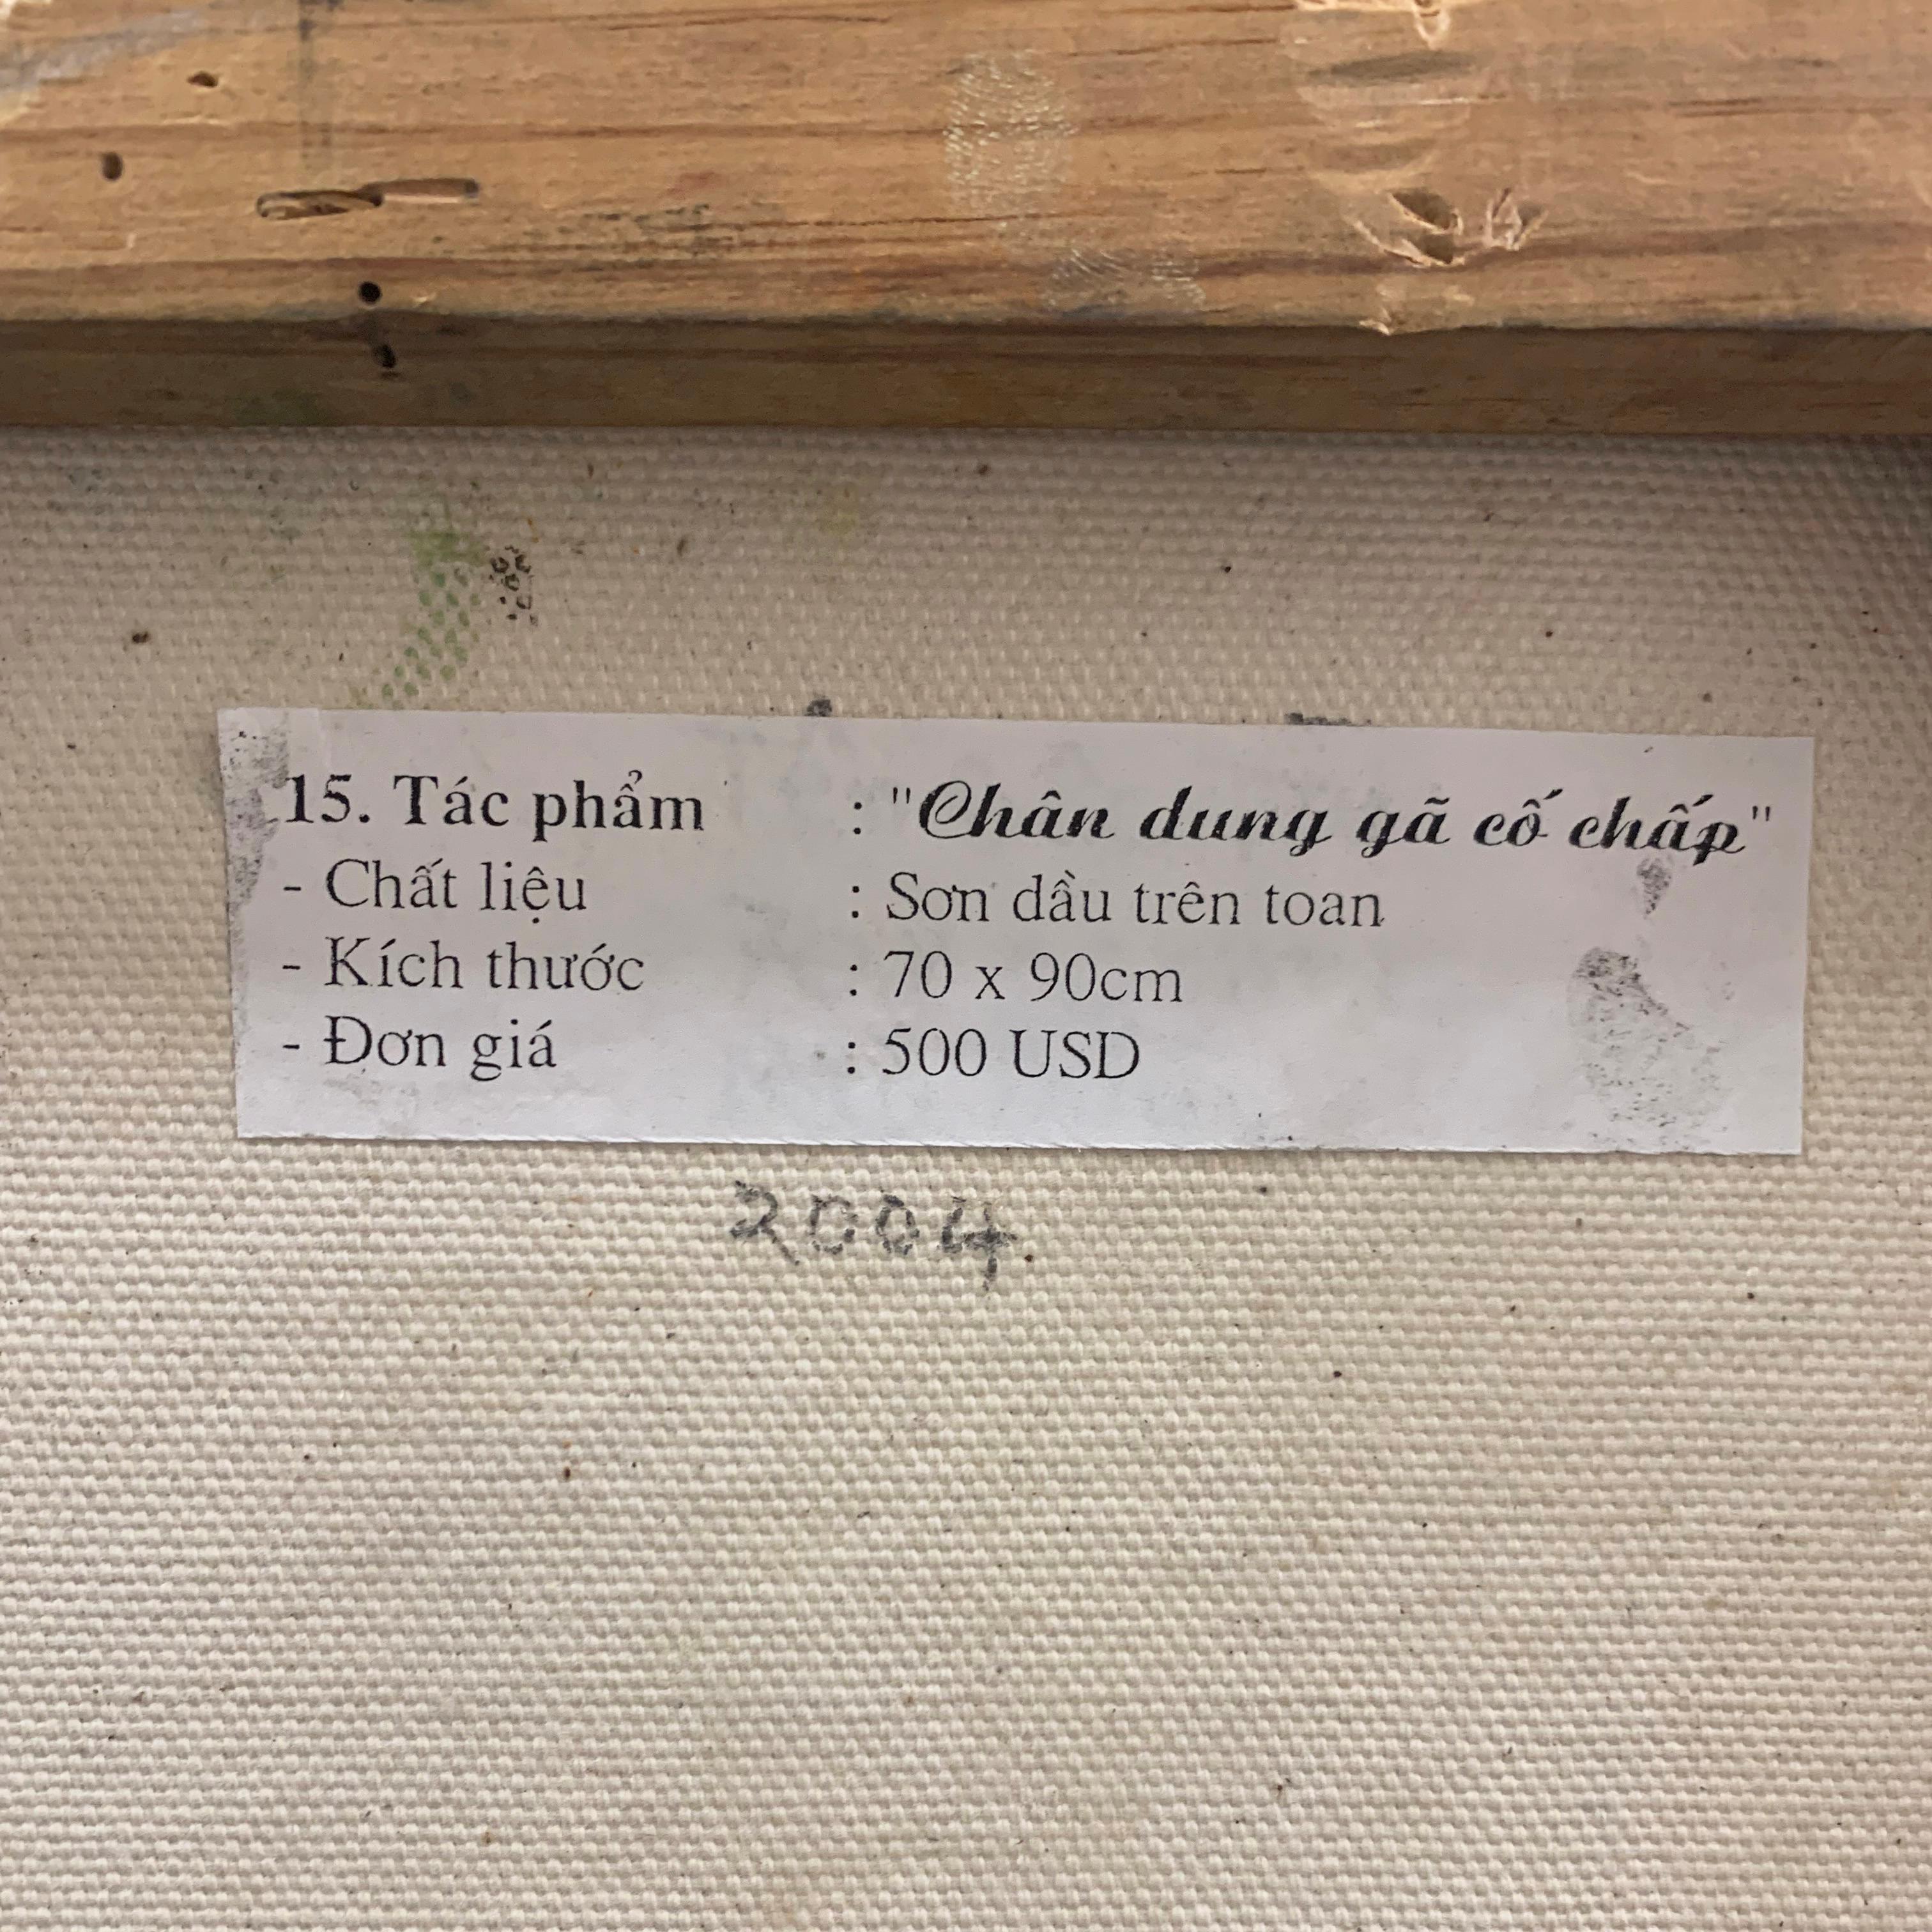 15. Tác phẩm : "Chân dung gã cố chấp"
- Chất liệu : Sơn dầu trên toan
- Kích thước : 70 x 90cm
- Đơn giá : 500 USD
2004.